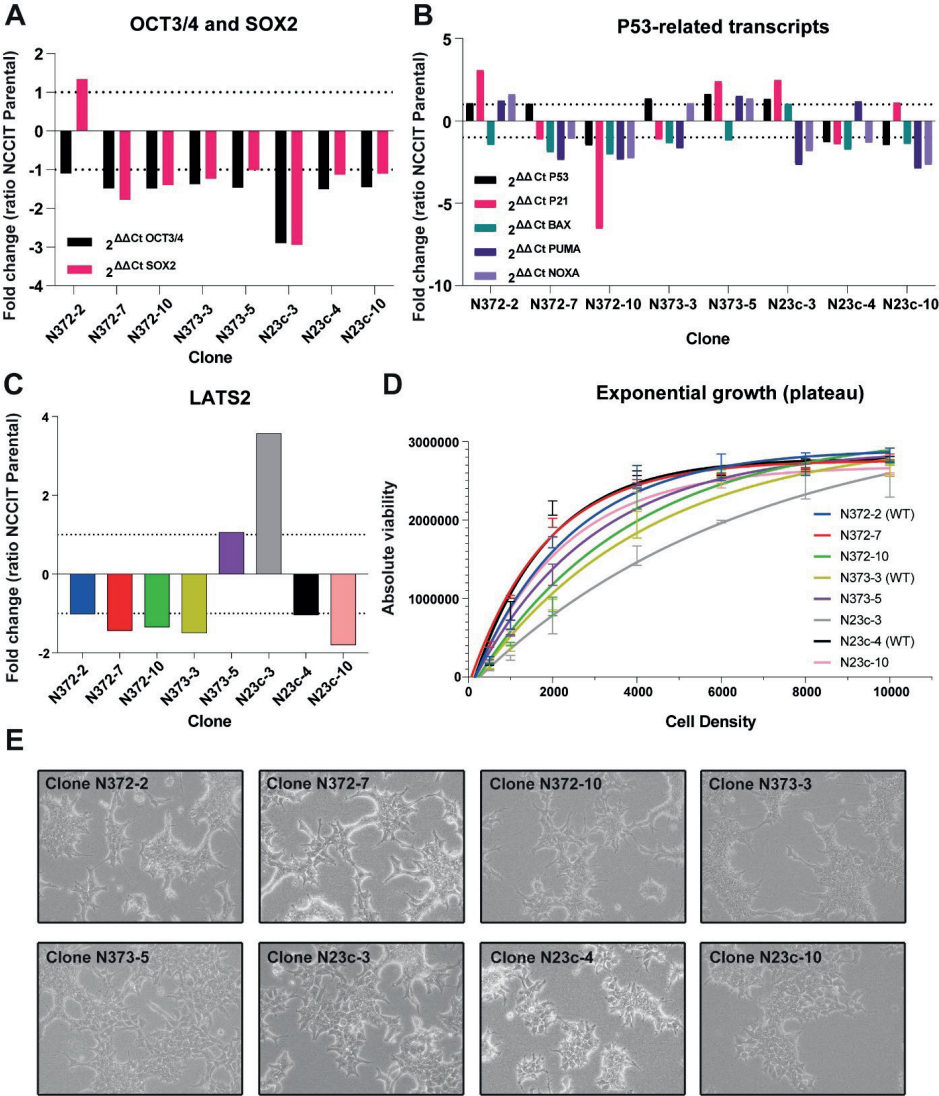 A
OCT3/4 and SOX2
Fold change (ratio NCCIT Parental)
2
1
0
-1
-2
-3
-4
2ΔΔCt OCT3/4
2ΔΔCt SOX2
N372-2
N372-7
N372-10
N373-3
N373-5
N23c-3
N23c-4
N23c-10
Clone
B
P53-related transcripts
Fold change (ratio NCCIT Parental)
5
0
-5
-10
2ΔΔ Ct P53
2ΔΔ Ct P21
2ΔΔ Ct BAX
2ΔΔ Ct PUMA
2ΔΔ Ct NOXA
N372-2
N372-7
N372-10
N373-3
N373-5
N23c-3
N23c-4
N23c-10
Clone
C
LATS2
Fold change (ratio NCCIT Parental)
4
2
0
-2
N372-2
N372-7
N372-10
N373-3
N373-5
N23c-3
N23c-4
N23c-10
Clone
D
Exponential growth (plateau)
Absolute viability
3000000
2000000
1000000
0
0
2000
4000
6000
8000
10000
Cell Density
N372-2 (WT)
N372-7
N372-10
N373-3 (WT)
N373-5
N23c-3
N23c-4 (WT)
N23c-10
E
Clone N372-2
Clone N372-7
Clone N372-10
Clone N373-3
Clone N373-5
Clone N23c-3
Clone N23c-4
Clone N23c-10